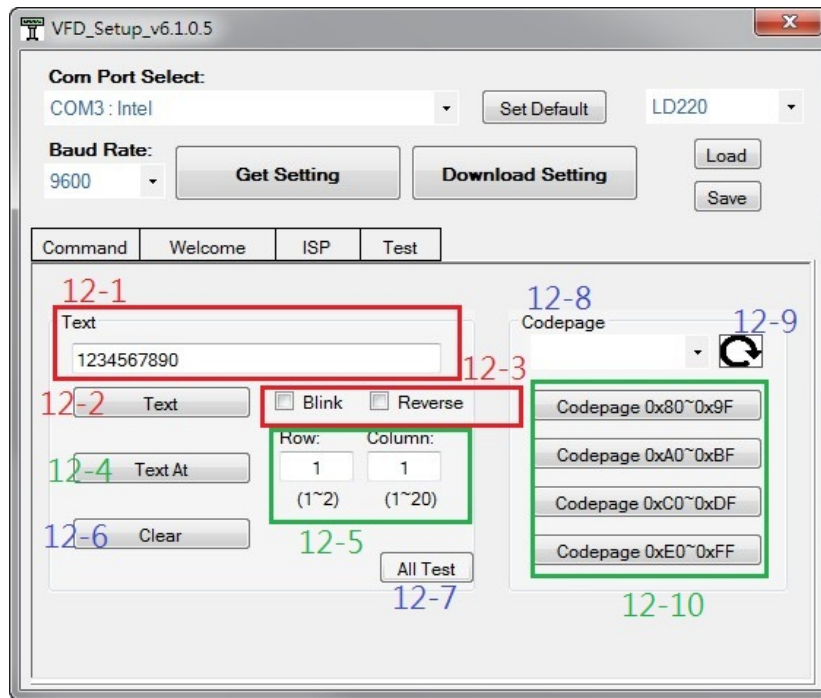 VFD_Setup_v6.1.0.5
x
Com Port Select:
COM3 : Intel
Set Default
LD220
Baud Rate:
9600
Get Setting
Download Setting
Load
Save
Command Welcome ISP Test
12-1
12-8
Text
Codepage
12-9
1234567890
12-3
12-2
Text
Blink
Reverse
Codepage 0x80~0x9F
Row: Column:
12-4
Text At
1 1
Codepage 0xA0~0xBF
(1~2) (1~20)
Codepage 0xC0~0xDF
12-6
Clear
12-5
Codepage 0xE0~0xFF
All Test
12-7
12-10